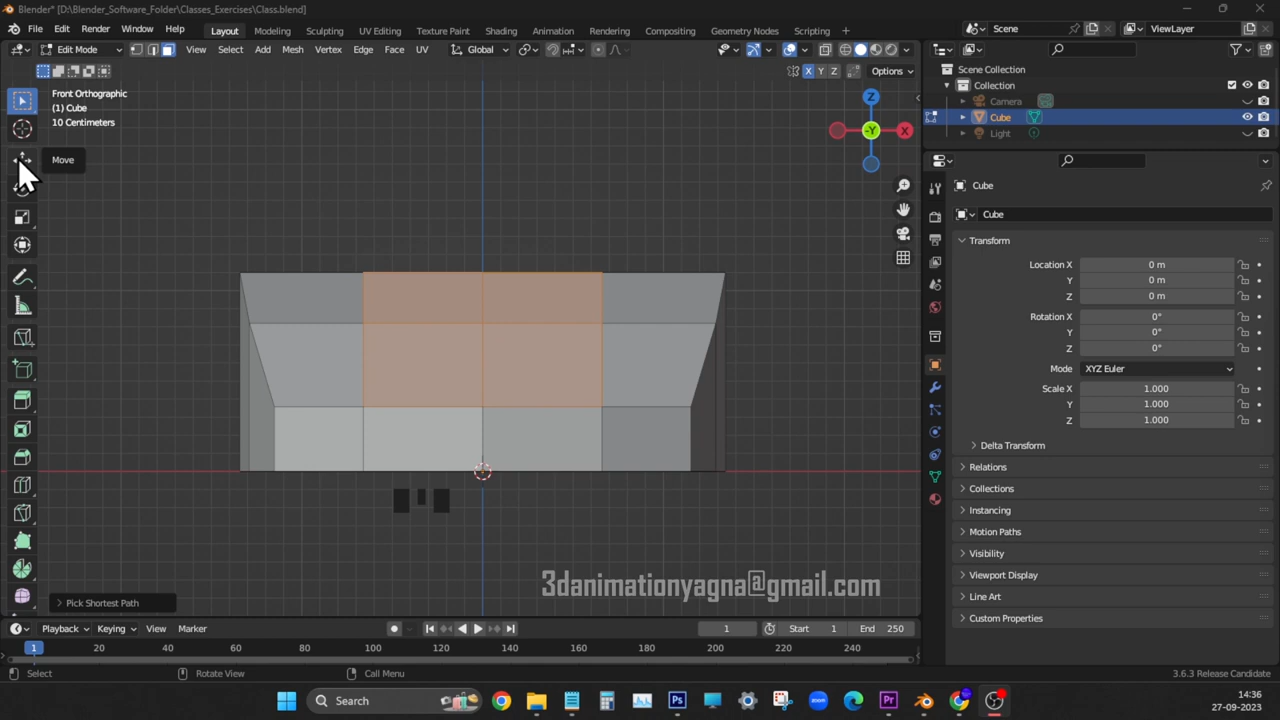 Blender* [D:\Blender_Software_Folder\Classes_Exercises\Class.blend]
File Edit Render Window Help Layout Modeling Sculpting UV Editing Texture Paint Shading Animation Rendering Compositing Geometry Nodes Scripting + Scene ViewLayer
Edit Mode View Select Add Mesh Vertex Edge Face UV Global
X Y Z Options
Front Orthographic
(1) Cube
10 Centimeters
Move
Z
X
-Y
Scene Collection
Collection
Camera
Cube
Light
Cube
Cube
Transform
Location X 0 m
Y 0 m
Z 0 m
Rotation X 0°
Y 0°
Z 0°
Mode XYZ Euler
Scale X 1.000
Y 1.000
Z 1.000
Delta Transform
Relations
Collections
Instancing
Motion Paths
Visibility
Viewport Display
Line Art
Custom Properties
3danimationyagna@gmail.com
Pick Shortest Path
Playback Keying View Marker 1 Start 1 End 250
1 20 40 60 80 100 120 140 160 180 200 220 240
Select Rotate View Call Menu 3.6.3 Release Candidate
Search
zoom
Ps
Pr
14:36
27-09-2023